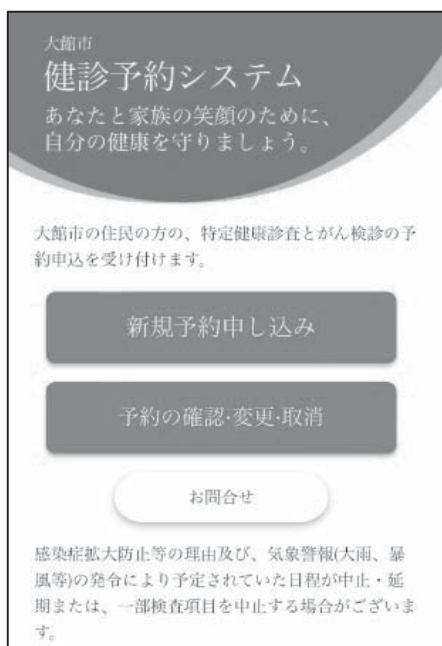 大館市
健診予約システム
あなたと家族の笑顔のために、
自分の健康を守りましょう。
大館市の住民の方の、特定健康診査とがん検診の予
約申込を受け付けます。
新規予約申し込み
予約の確認･変更･取消
お問合せ
感染症拡大防止等の理由及び、気象警報(大雨、暴
風等)の発令により予定されていた日程が中止・延
期または、一部検査項目を中止する場合がございま
す。